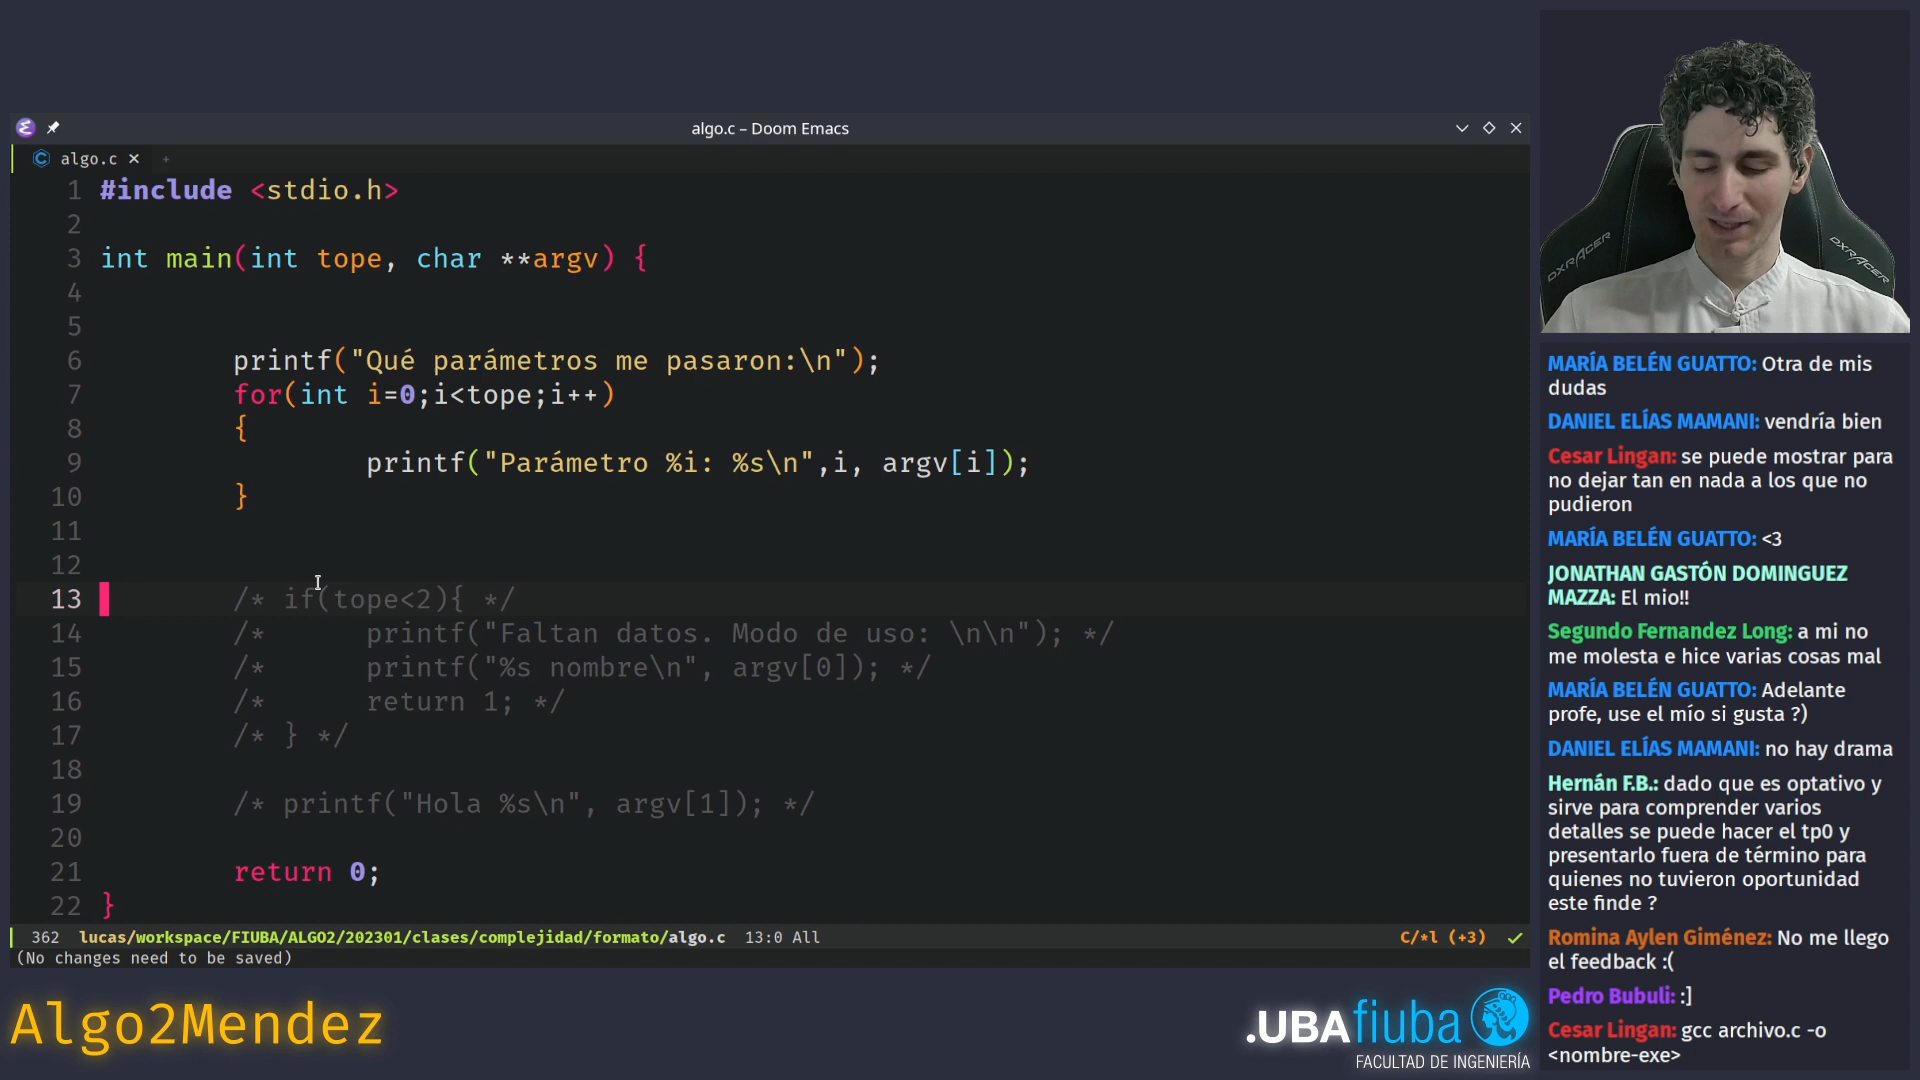 algo.c – Doom Emacs
algo.c
1 #include <stdio.h>
2
3 int main(int tope, char **argv) {
4
5
6 printf("Qué parámetros me pasaron:\n");
7 for(int i=0;i<tope;i++)
8 {
9 printf("Parámetro %i: %s\n",i, argv[i]);
10 }
11
12
13 /* if(tope<2){ */
14 /* printf("Faltan datos. Modo de uso: \n\n"); */
15 /* printf("%s nombre\n", argv[0]); */
16 /* return 1; */
17 /* } */
18
19 /* printf("Hola %s\n", argv[1]); */
20
21 return 0;
22 }
362 lucas/workspace/FIUBA/ALGO2/202301/clases/complejidad/formato/algo.c 13:0 All C/*l (+3)
(No changes need to be saved)
Algo2Mendez
.UBAfiuba
FACULTAD DE INGENIERÍA
DXRACER
DXRACER
MARÍA BELÉN GUATTO: Otra de mis
dudas
DANIEL ELÍAS MAMANI: vendría bien
Cesar Lingan: se puede mostrar para
no dejar tan en nada a los que no
pudieron
MARÍA BELÉN GUATTO: <3
JONATHAN GASTÓN DOMINGUEZ
MAZZA: El mio!!
Segundo Fernandez Long: a mi no
me molesta e hice varias cosas mal
MARÍA BELÉN GUATTO: Adelante
profe, use el mío si gusta ?)
DANIEL ELÍAS MAMANI: no hay drama
Hernán F.B.: dado que es optativo y
sirve para comprender varios
detalles se puede hacer el tp0 y
presentarlo fuera de término para
quienes no tuvieron oportunidad
este finde ?
Romina Aylen Giménez: No me llego
el feedback :(
Pedro Bubuli: :]
Cesar Lingan: gcc archivo.c -o
<nombre-exe>